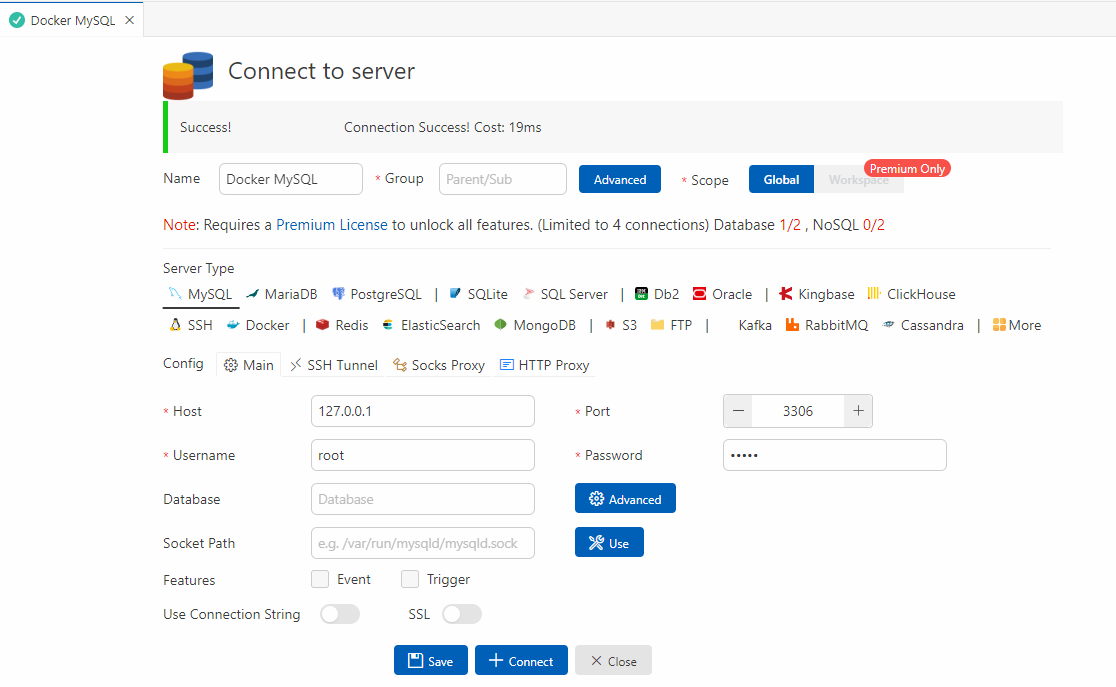 Docker MySQL
Connect to server
Success! Connection Success! Cost: 19ms
Name Docker MySQL * Group Parent/Sub Advanced * Scope Global Workspace Premium Only
Note: Requires a Premium License to unlock all features. (Limited to 4 connections) Database 1/2 , NoSQL 0/2
Server Type
MySQL MariaDB PostgreSQL | SQLite SQL Server | Db2 Oracle | Kingbase ClickHouse
SSH Docker | Redis ElasticSearch MongoDB | S3 FTP | Kafka RabbitMQ Cassandra | More
Config Main SSH Tunnel Socks Proxy HTTP Proxy
* Host 127.0.0.1 * Port 3306
* Username root * Password •••••
Database Database Advanced
Socket Path e.g. /var/run/mysqld/mysqld.sock Use
Features Event Trigger
Use Connection String SSL
Save Connect Close